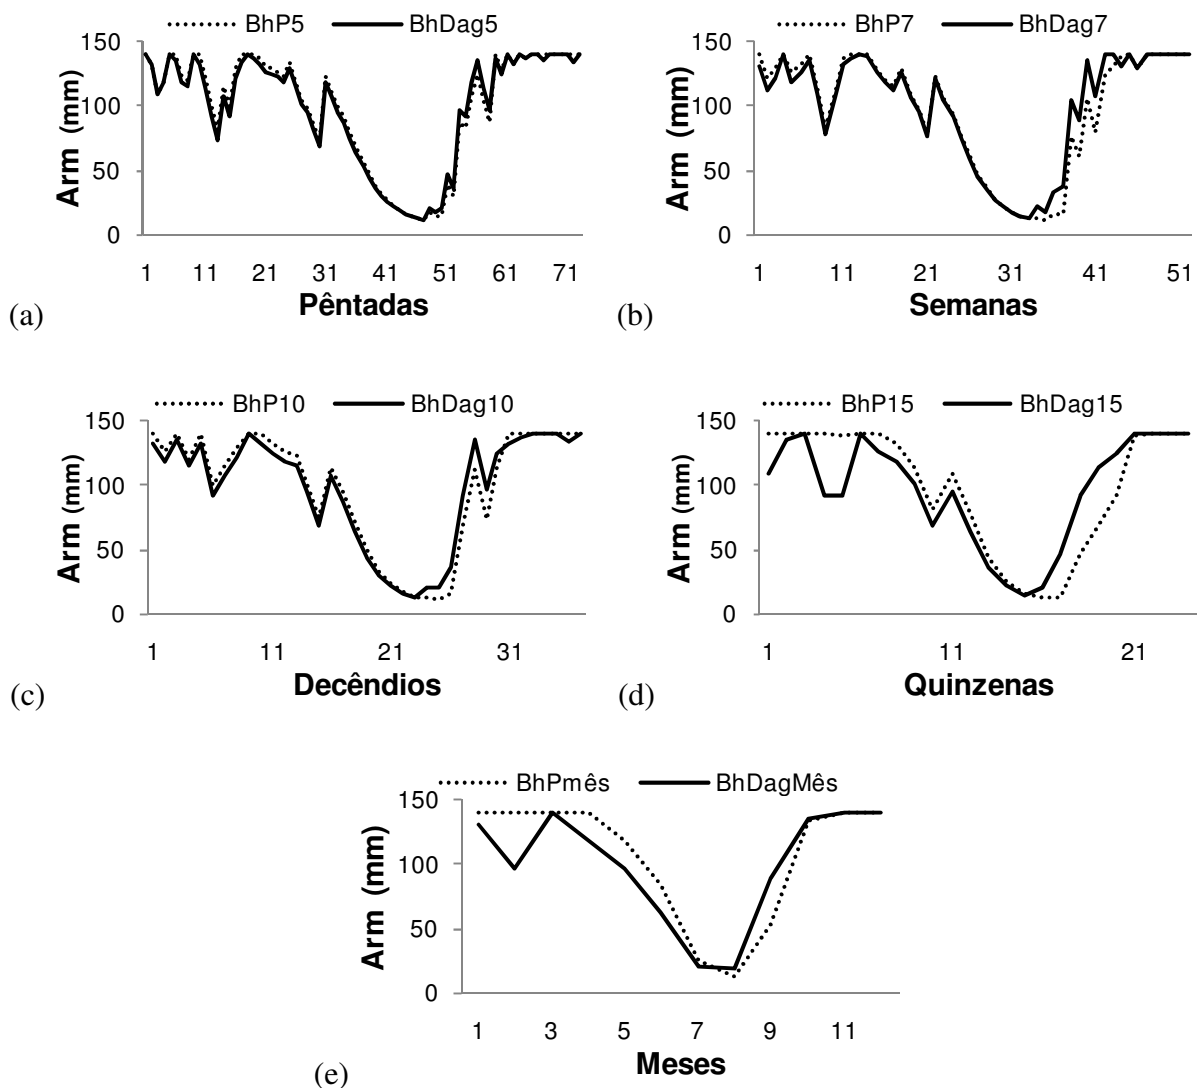 BhP5 BhDag5
150
100
50
0
Arm (mm)
1 11 21 31 41 51 61 71
Pêntadas
(a)
BhP7 BhDag7
150
100
50
0
Arm (mm)
1 11 21 31 41 51
Semanas
(b)
BhP10 BhDag10
150
100
50
0
Arm (mm)
1 11 21 31
Decêndios
(c)
BhP15 BhDag15
150
100
50
0
Arm (mm)
1 11 21
Quinzenas
(d)
BhPmês BhDagMês
150
100
50
0
Arm (mm)
1 3 5 7 9 11
Meses
(e)